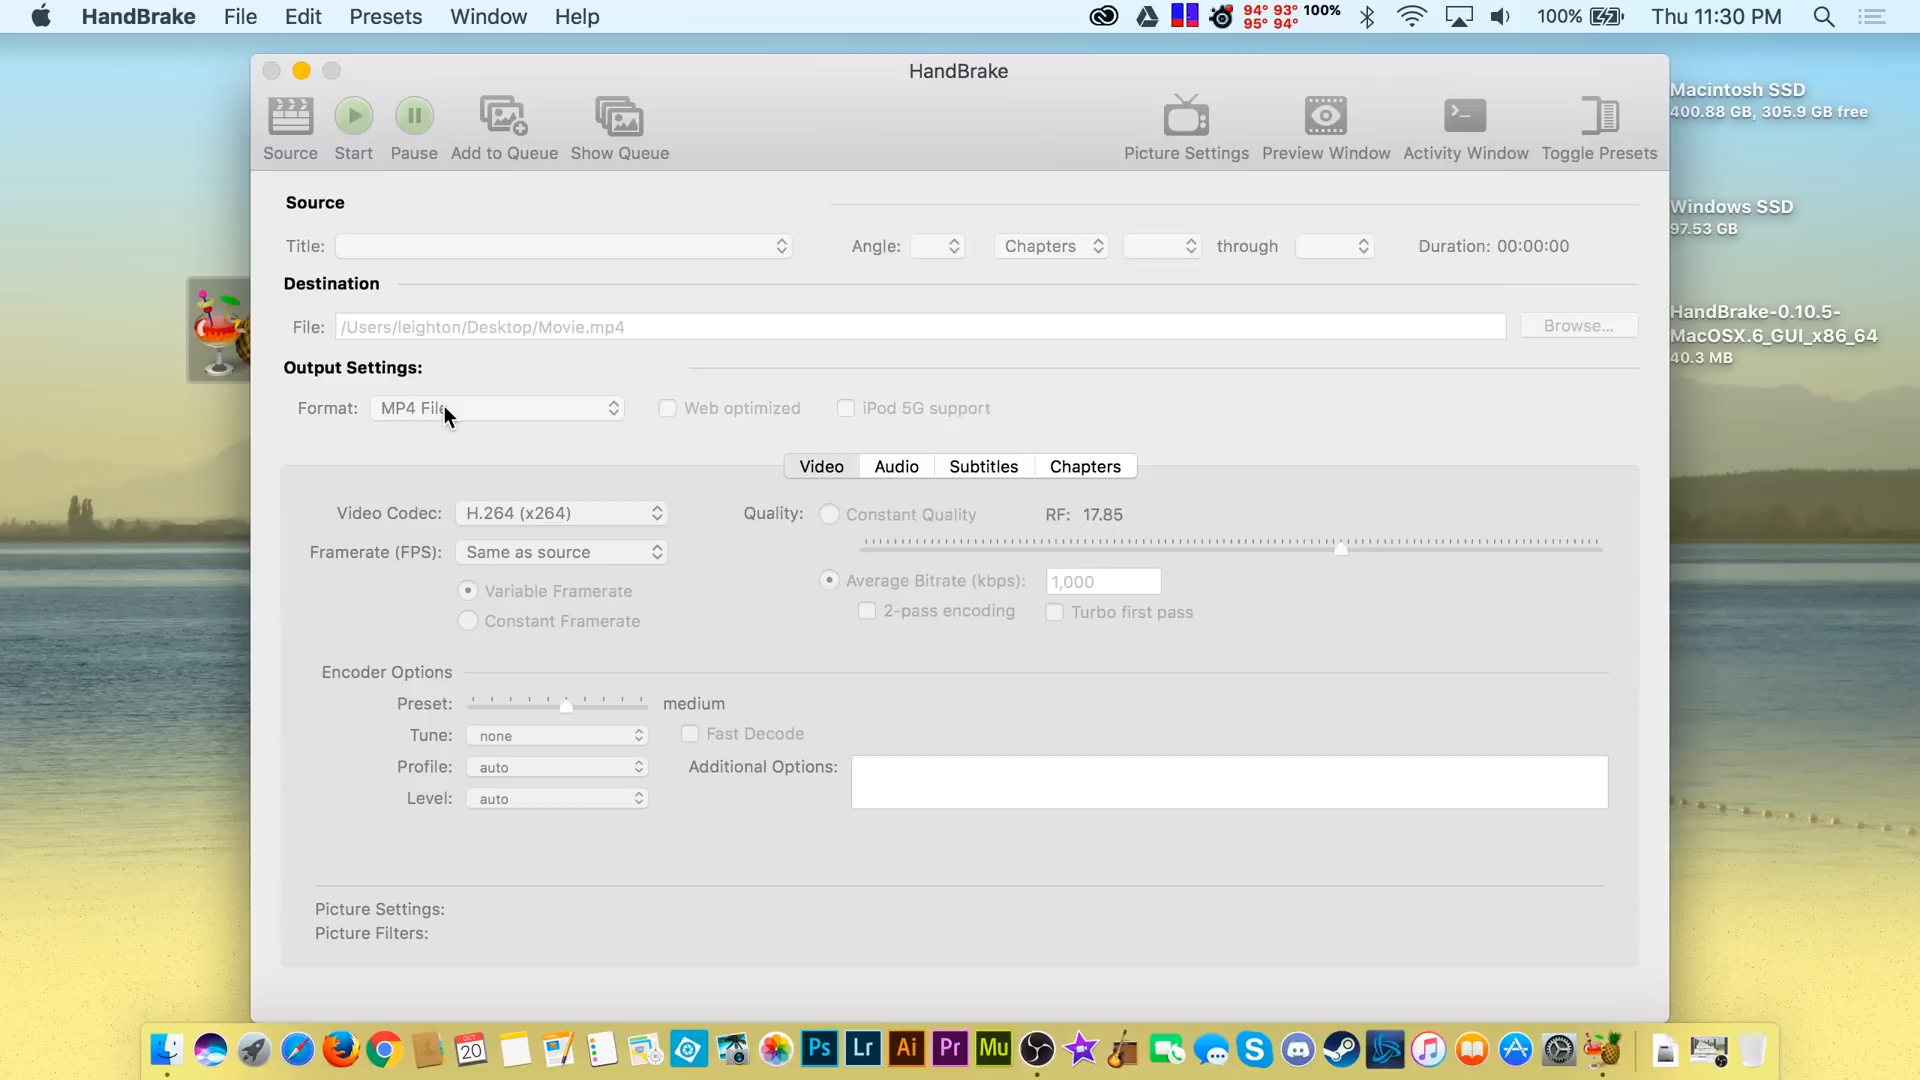 HandBrake File Edit Presets Window Help 94° 93° 100% 100% Thu 11:30 PM
95° 94°
HandBrake
Source Start Pause Add to Queue Show Queue Picture Settings Preview Window Activity Window Toggle Presets
Macintosh SSD
400.88 GB, 305.9 GB free
Source
Windows SSD
97.53 GB
Title: Angle: Chapters through Duration: 00:00:00
Destination
File: /Users/leighton/Desktop/Movie.mp4 Browse...
HandBrake-0.10.5-
MacOSX.6_GUI_x86_64
40.3 MB
Output Settings:
Format: MP4 File Web optimized iPod 5G support
Video Audio Subtitles Chapters
Video Codec: H.264 (x264) Quality: Constant Quality RF: 17.85
Framerate (FPS): Same as source
Variable Framerate Average Bitrate (kbps): 1,000
Constant Framerate 2-pass encoding Turbo first pass
Encoder Options
Preset: medium
Tune: none Fast Decode
Profile: auto Additional Options:
Level: auto
Picture Settings:
Picture Filters:
OCT
20 Ps Lr Ai Pr Mu